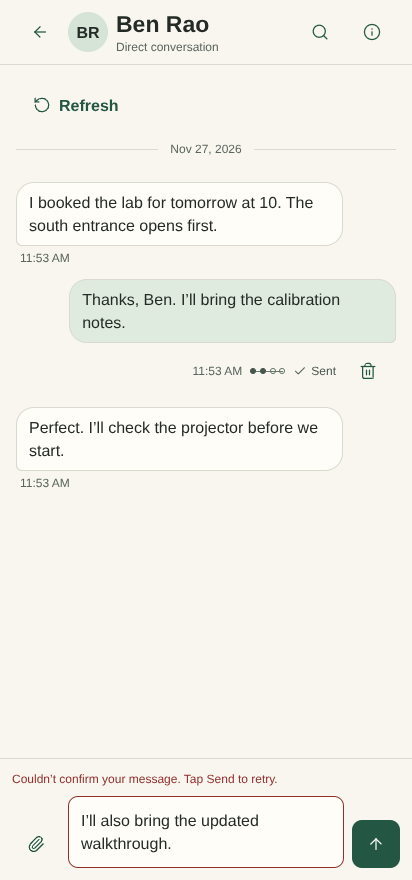 BR
Ben Rao
Direct conversation
Refresh
Nov 27, 2026
I booked the lab for tomorrow at 10. The
south entrance opens first.
11:53 AM
Thanks, Ben. I’ll bring the calibration
notes.
11:53 AM
Sent
Perfect. I’ll check the projector before we
start.
11:53 AM
Couldn’t confirm your message. Tap Send to retry.
I’ll also bring the updated
walkthrough.